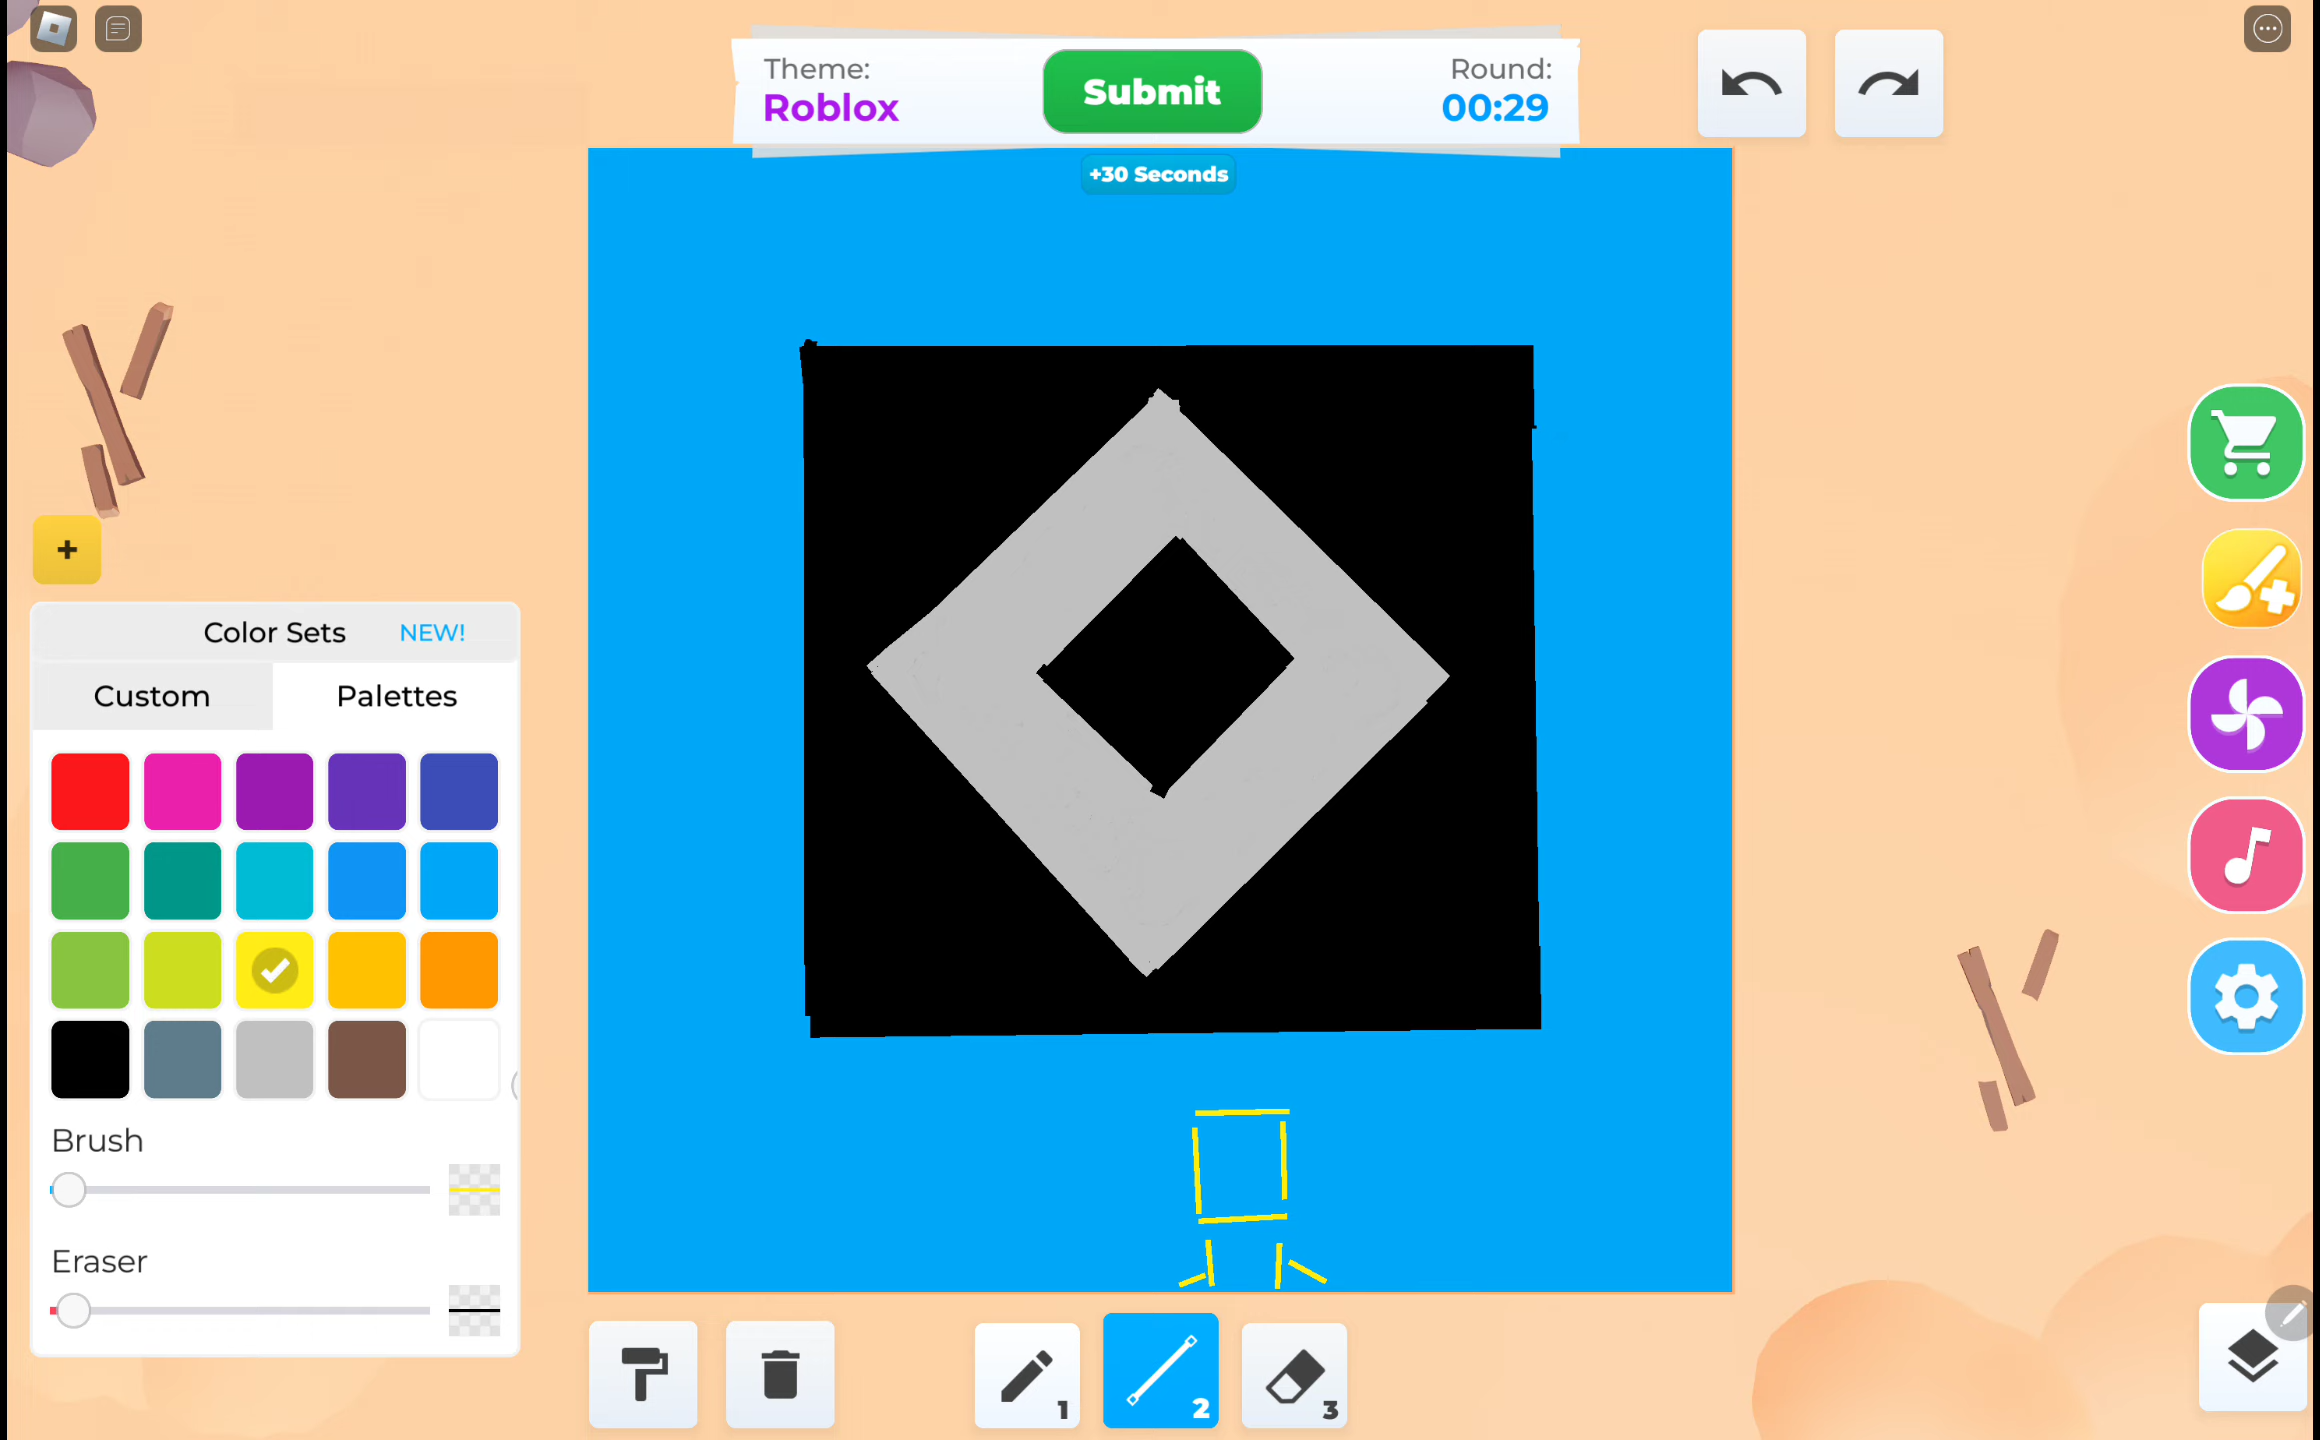 Theme:
Roblox
Submit
Round:
00:29
+30 Seconds
+
Color Sets
NEW!
Custom
Palettes
Brush
Eraser
1
2
3